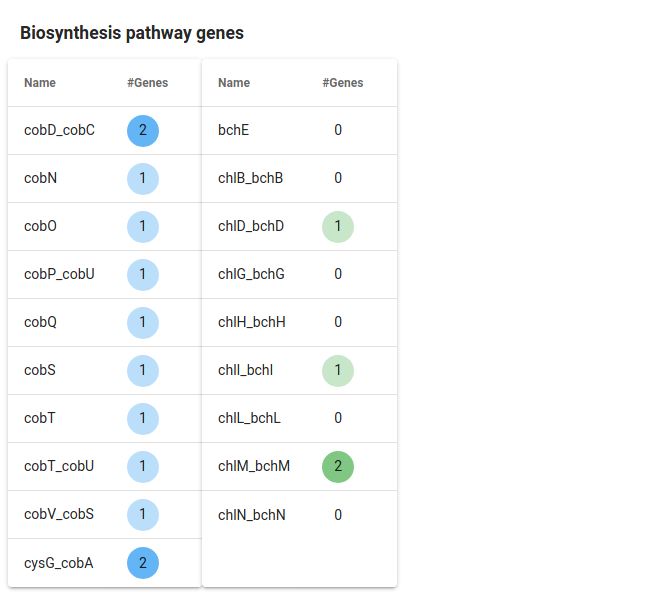 Biosynthesis pathway genes
Name #Genes
cobD_cobC 2
cobN 1
cobO 1
cobP_cobU 1
cobQ 1
cobS 1
cobT 1
cobT_cobU 1
cobV_cobS 1
cysG_cobA 2
Name #Genes
bchE 0
chlB_bchB 0
chlD_bchD 1
chlG_bchG 0
chlH_bchH 0
chlI_bchI 1
chlL_bchL 0
chlM_bchM 2
chlN_bchN 0